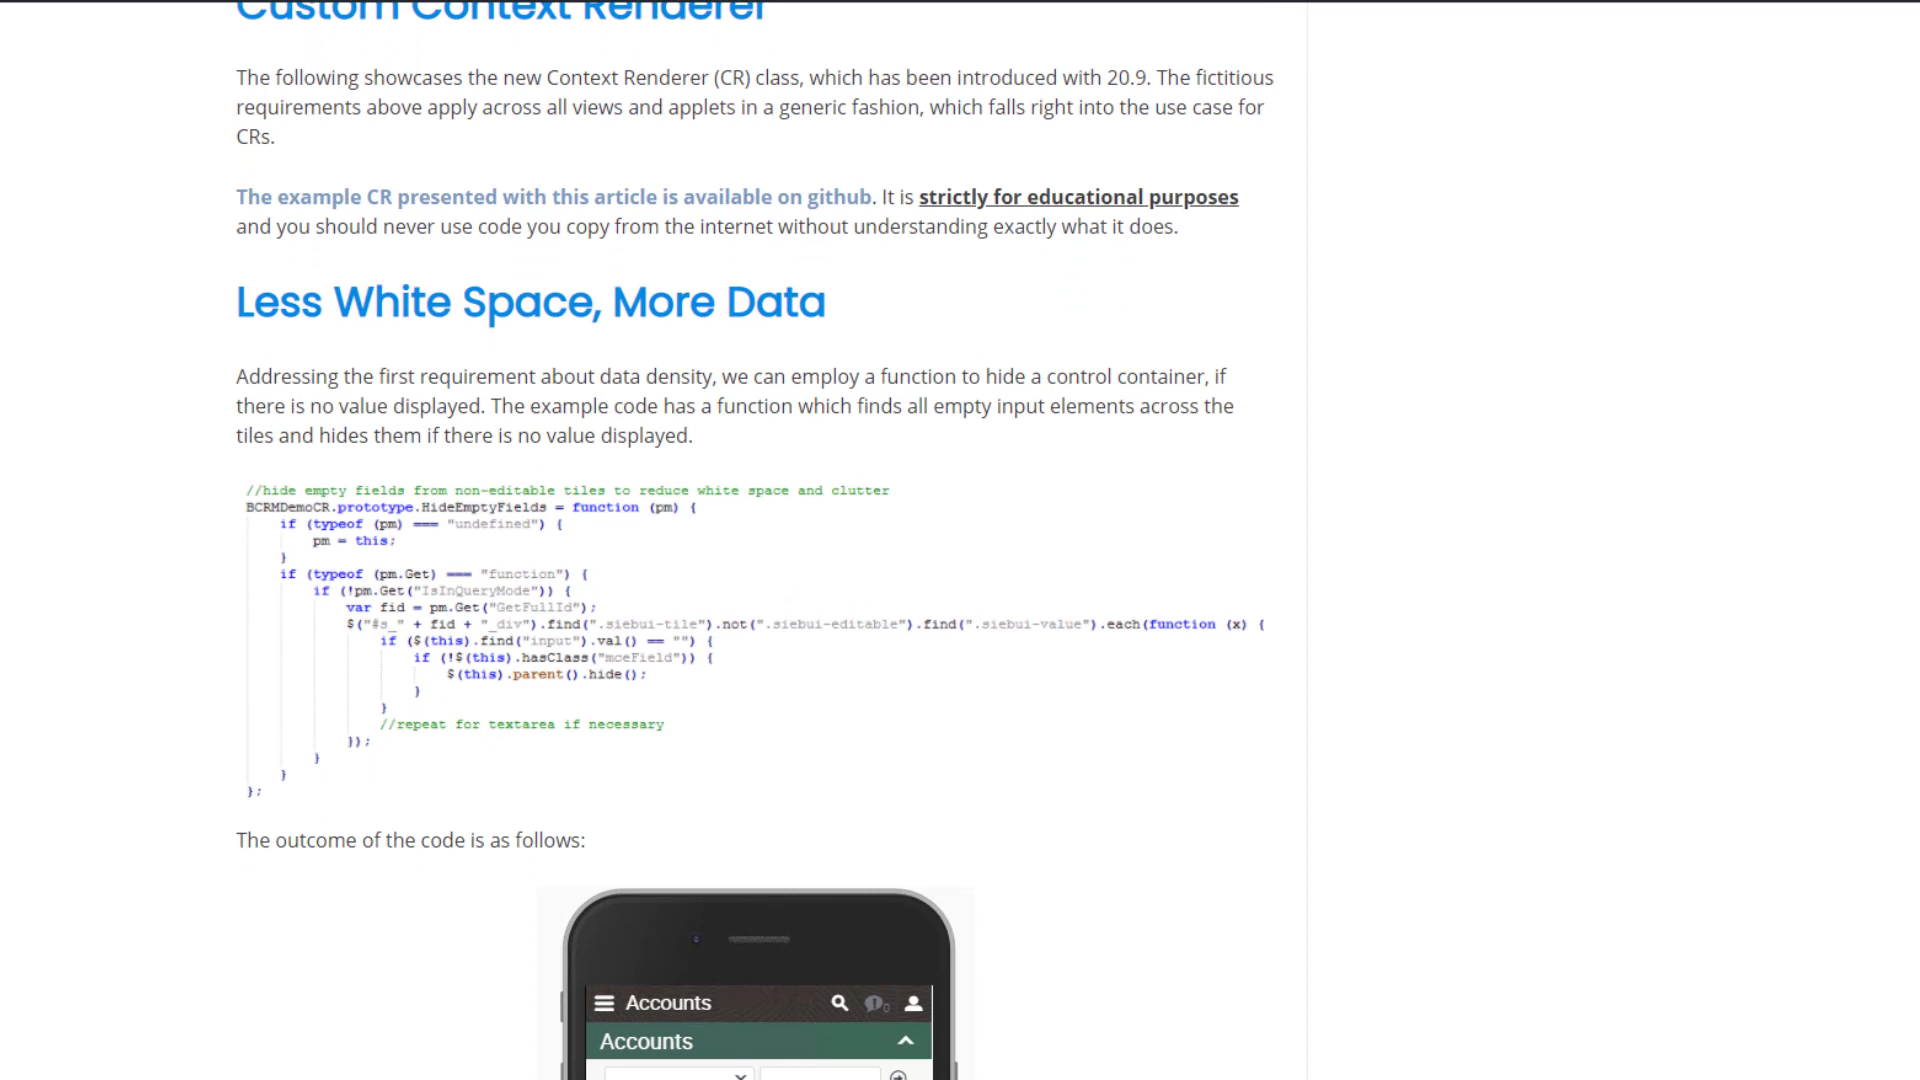 Custom Context Renderer
The following showcases the new Context Renderer (CR) class, which has been introduced with 20.9. The fictitious
requirements above apply across all views and applets in a generic fashion, which falls right into the use case for
CRs.
The example CR presented with this article is available on github. It is strictly for educational purposes
and you should never use code you copy from the internet without understanding exactly what it does.
Less White Space, More Data
Addressing the first requirement about data density, we can employ a function to hide a control container, if
there is no value displayed. The example code has a function which finds all empty input elements across the
tiles and hides them if there is no value displayed.
//hide empty fields from non-editable tiles to reduce white space and clutter
BCRMDemoCR.prototype.HideEmptyFields = function (pm) {
if (typeof (pm) === "undefined") {
pm = this;
}
if (typeof (pm.Get) === "function") {
if (!pm.Get("IsInQueryMode")) {
var fid = pm.Get("GetFullId");
$("#s_" + fid + "_div").find(".siebui-tile").not(".siebui-editable").find(".siebui-value").each(function (x) {
if ($(this).find("input").val() == "") {
if (!$(this).hasClass("mceField")) {
$(this).parent().hide();
}
}
//repeat for textarea if necessary
});
}
}
};
The outcome of the code is as follows:
Accounts
0
Accounts